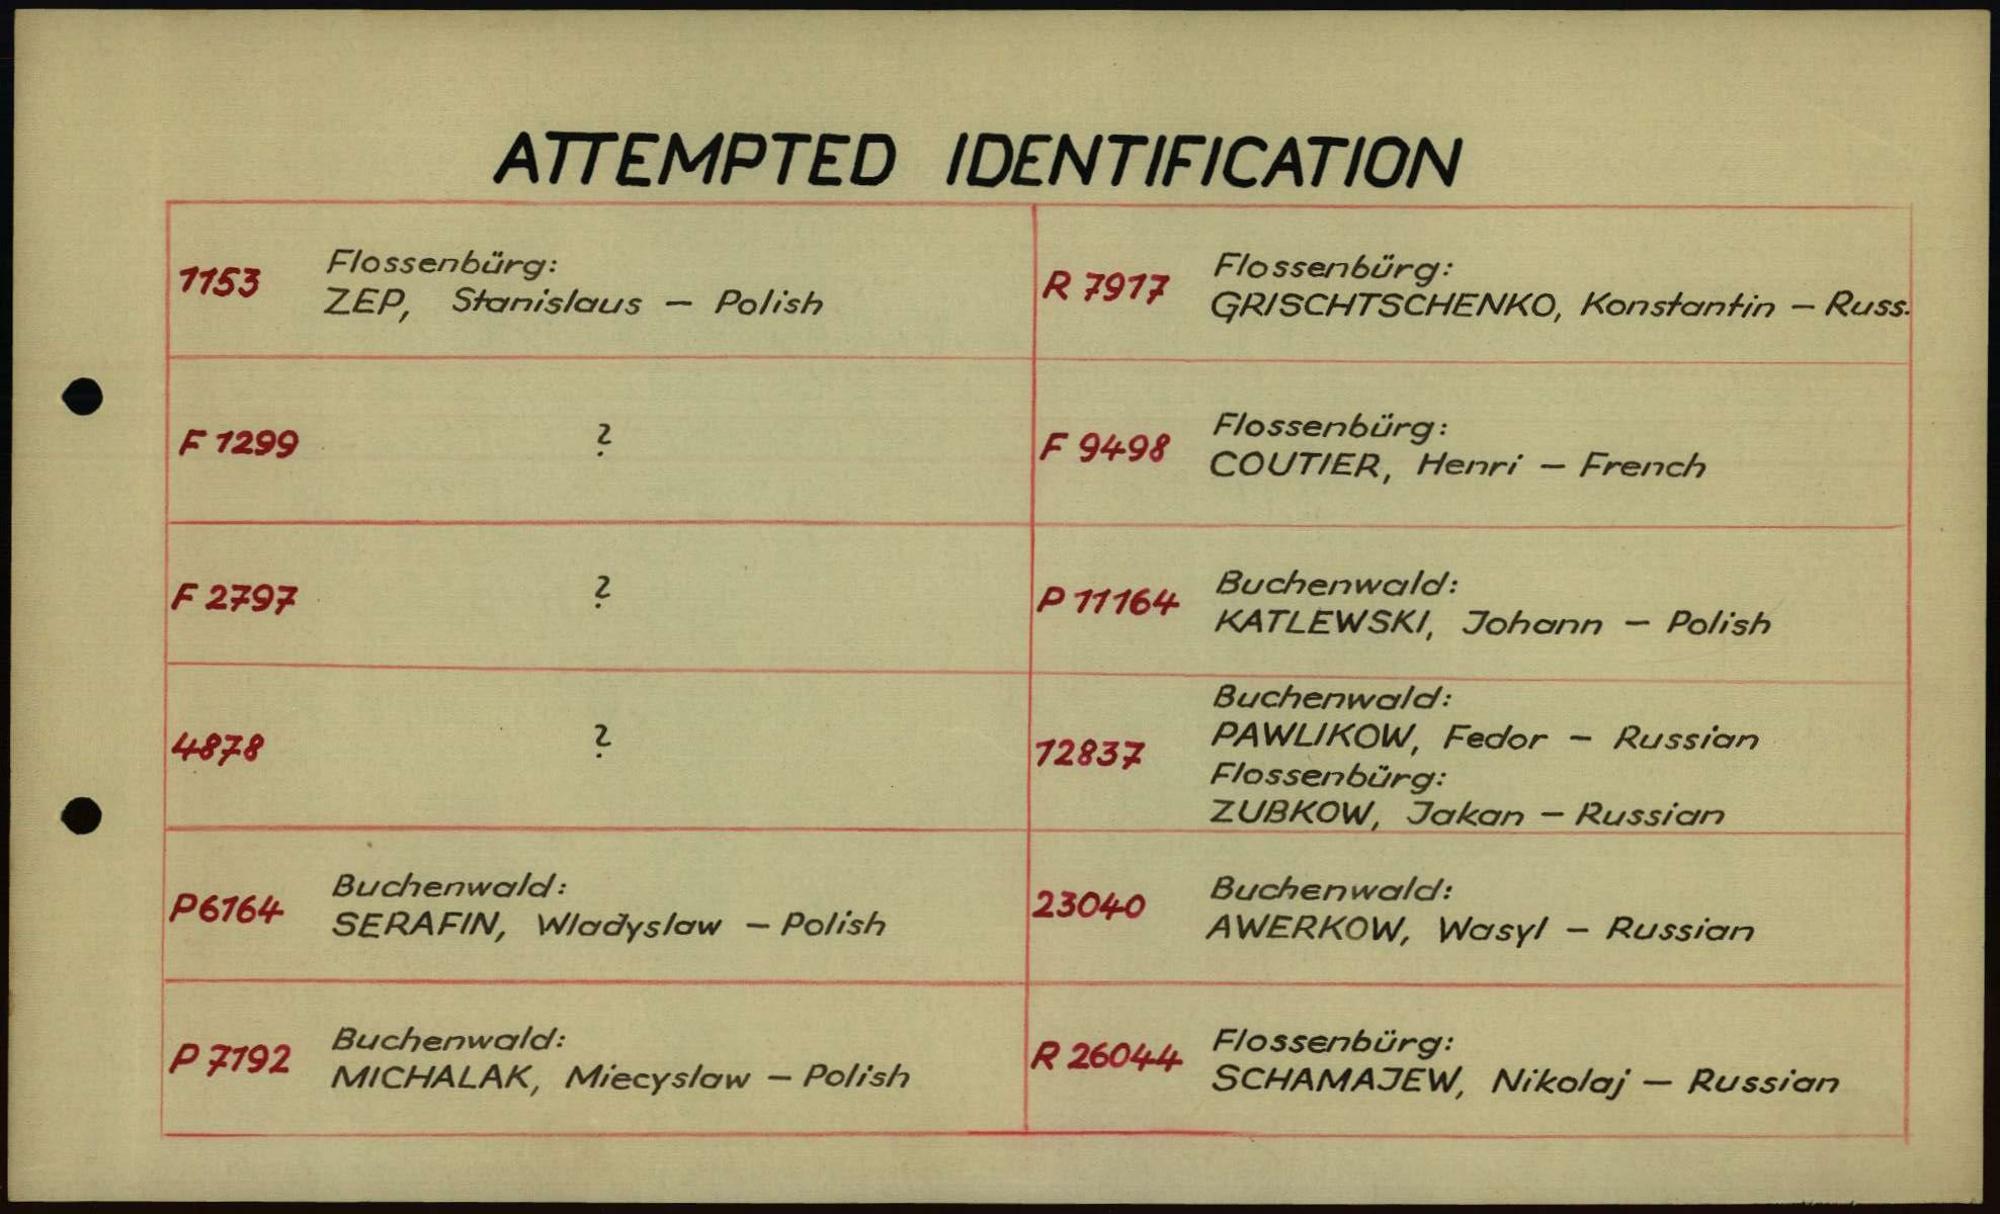 ATTEMPTED IDENTIFICATION
1153
Flossenbürg:
ZEP, Stanislaus – Polish
F 1299
?
F 2797
?
4878
?
P6164
Buchenwald:
SERAFIN, Wladyslaw – Polish
P 7192
Buchenwald:
MICHALAK, Miecyslaw – Polish
R 7917
Flossenbürg:
GRISCHTSCHENKO, Konstantin – Russ.
F 9498
Flossenbürg:
COUTIER, Henri – French
P 11164
Buchenwald:
KATLEWSKI, Johann – Polish
12837
Buchenwald:
PAWLIKOW, Fedor – Russian
Flossenbürg:
ZUBKOW, Jakan – Russian
23040
Buchenwald:
AWERKOW, Wasyl – Russian
R 26044
Flossenbürg:
SCHAMAJEW, Nikolaj – Russian